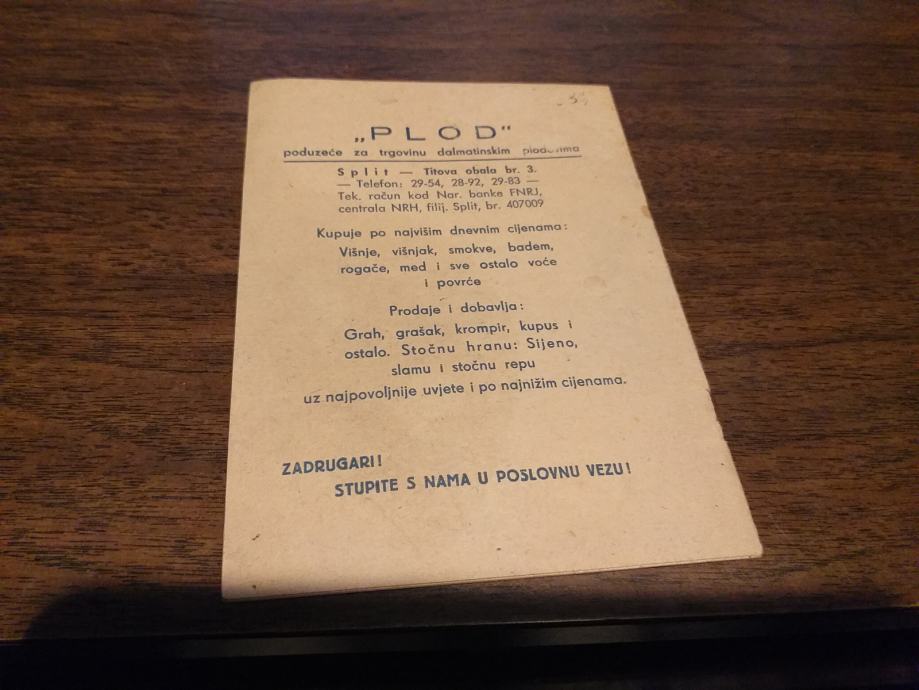 „PLOD"
poduzeće za trgovinu dalmatinskim plodovima
Split — Titova obala br. 3.
— Telefon: 29-54, 28-92, 29-83 —
Tek. račun kod Nar. banke FNRJ,
centrala NRH, filij. Split, br. 407009
Kupuje po najvišim dnevnim cijenama:
Višnje, višnjak, smokve, badem,
rogače, med i sve ostalo voće
i povrće
Prodaje i dobavlja:
Grah, grašak, krompir, kupus i
ostalo. Stočnu hranu: Sijeno,
slamu i stočnu repu
uz najpovoljnije uvjete i po najnižim cijenama.
ZADRUGARI!
STUPITE S NAMA U POSLOVNU VEZU!